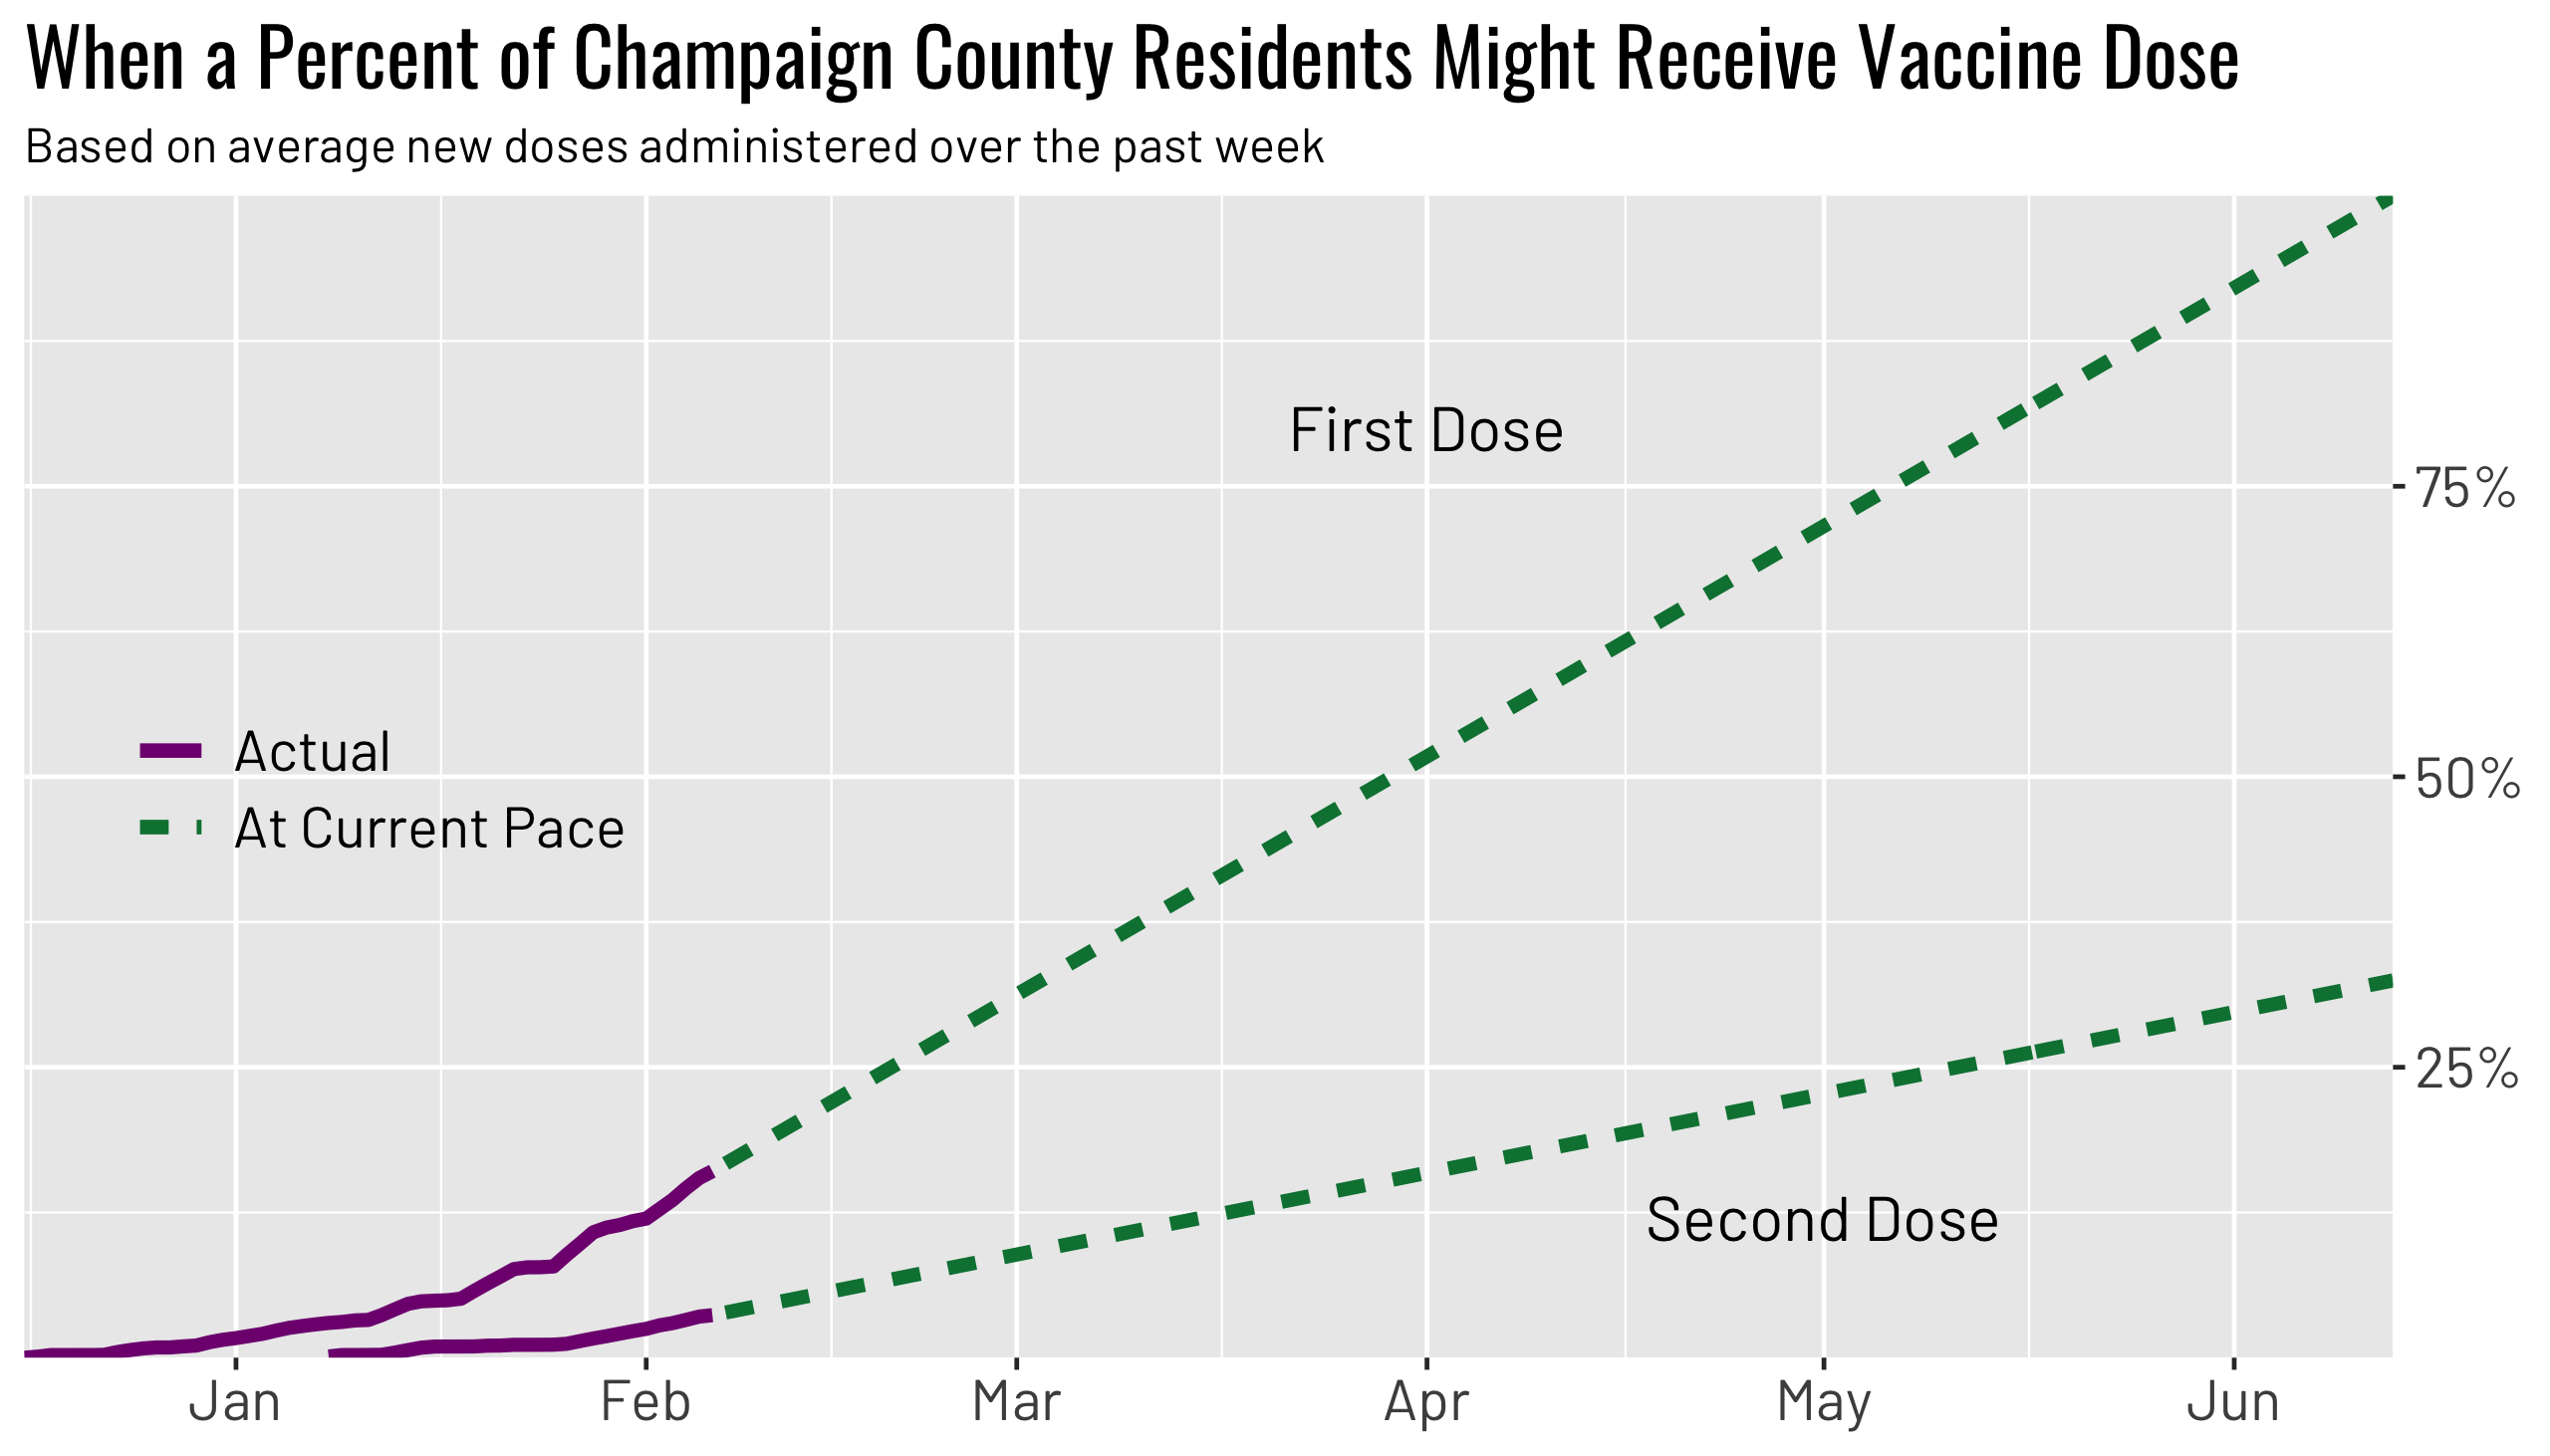 When a Percent of Champaign County Residents Might Receive Vaccine Dose
Based on average new doses administered over the past week
First Dose
75%
Actual
50%
At Current Pace
25%
Second Dose
Jan Feb Mar Apr May Jun